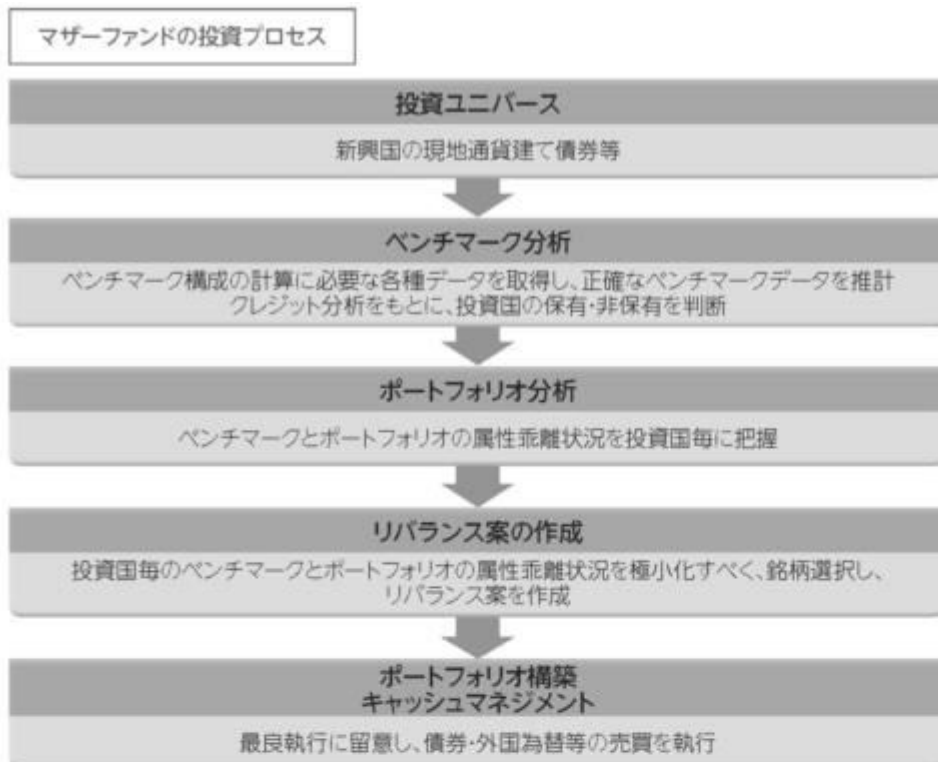 マザーファンドの投資プロセス
投資ユニバース
新興国の現地通貨建て債券等
ベンチマーク分析
ベンチマーク構成の計算に必要な各種データを取得し、正確なベンチマークデータを推計
クレジット分析をもとに、投資国の保有・非保有を判断
ポートフォリオ分析
ベンチマークとポートフォリオの属性乖離状況を投資国毎に把握
リバランス案の作成
投資国毎のベンチマークとポートフォリオの属性乖離状況を極小化すべく、銘柄選択し、
リバランス案を作成
ポートフォリオ構築
キャッシュマネジメント
最良執行に留意し、債券・外国為替等の売買を執行